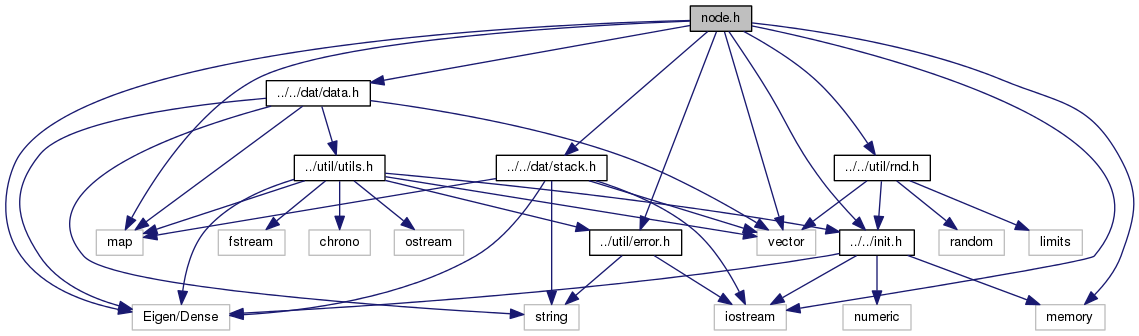 node.h
../../dat/data.h
../util/utils.h
../../dat/stack.h
../../util/rnd.h
map
fstream
chrono
ostream
../util/error.h
vector
../../init.h
random
limits
Eigen/Dense
string
iostream
numeric
memory